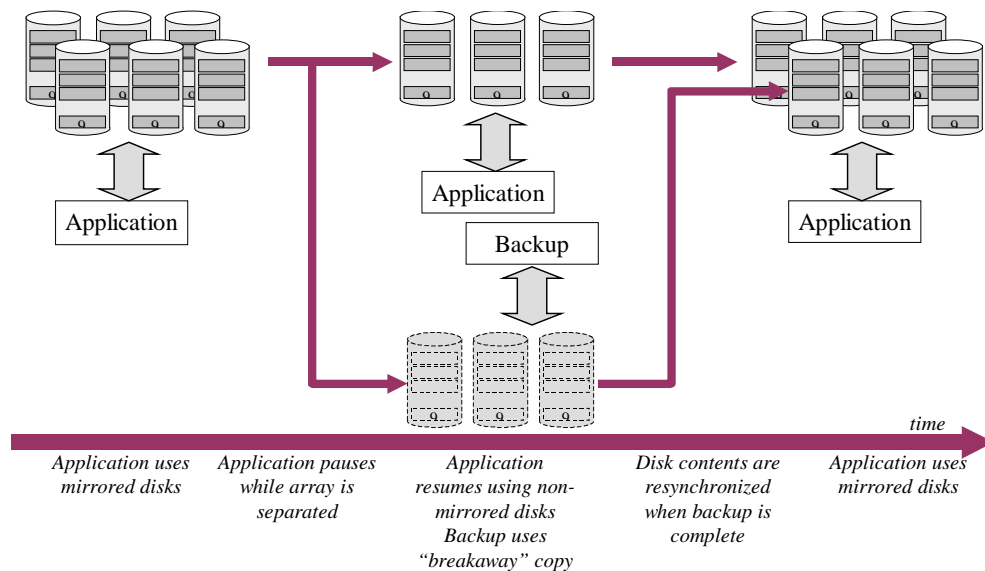 Application
Application
Backup
Application
time
Application uses
mirrored disks
Application pauses
while array is
separated
Application
resumes using non-
mirrored disks
Backup uses
“breakaway” copy
Disk contents are
resynchronized
when backup is
complete
Application uses
mirrored disks